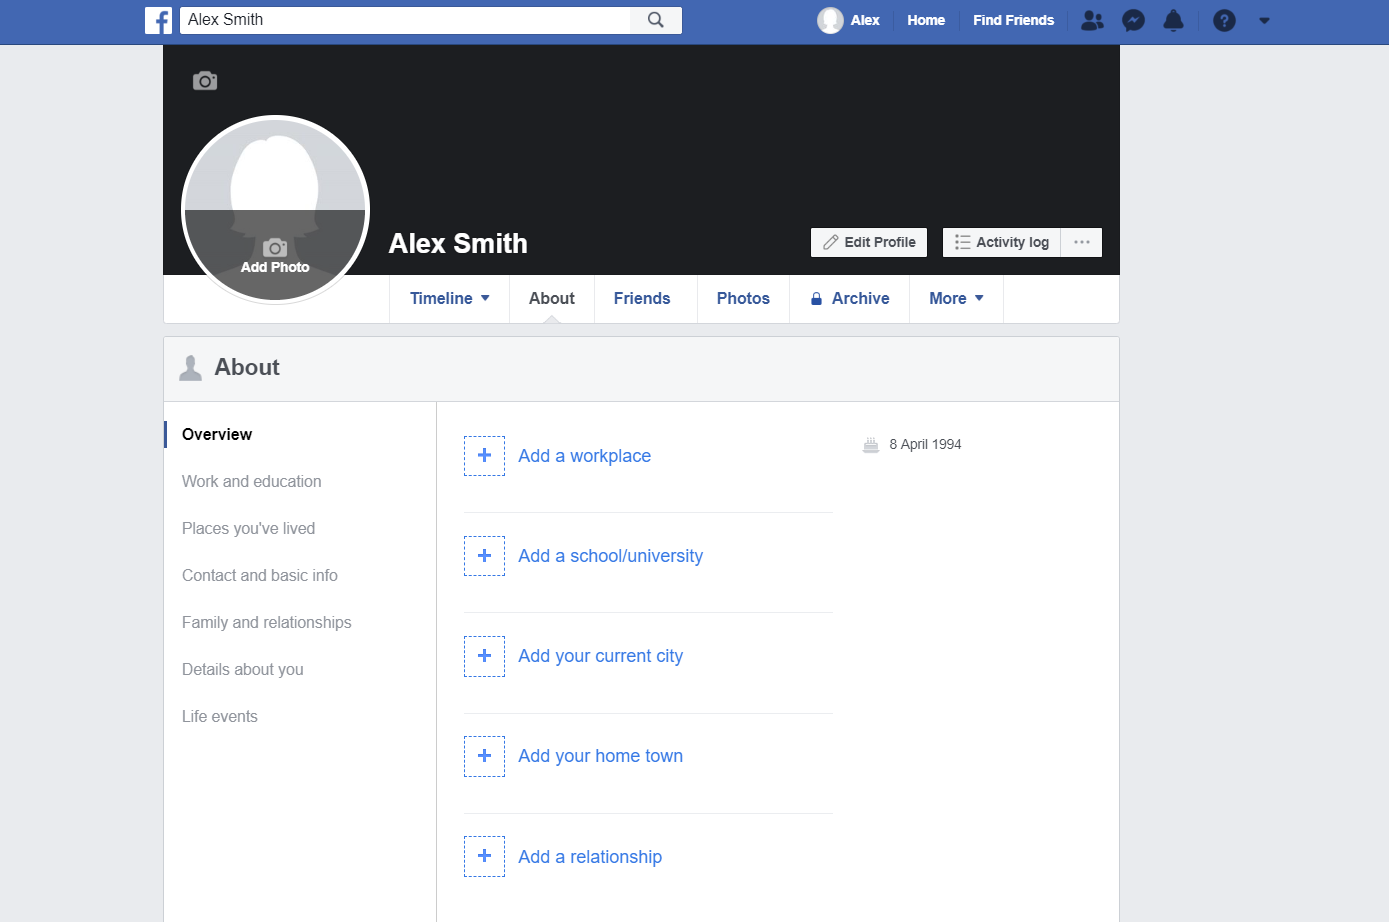 Alex Smith
Alex
Home
Find Friends
Add Photo
Alex Smith
Edit Profile
Activity log
Timeline
About
Friends
Photos
Archive
More
About
Overview
Work and education
Places you've lived
Contact and basic info
Family and relationships
Details about you
Life events
Add a workplace
Add a school/university
Add your current city
Add your home town
Add a relationship
8 April 1994